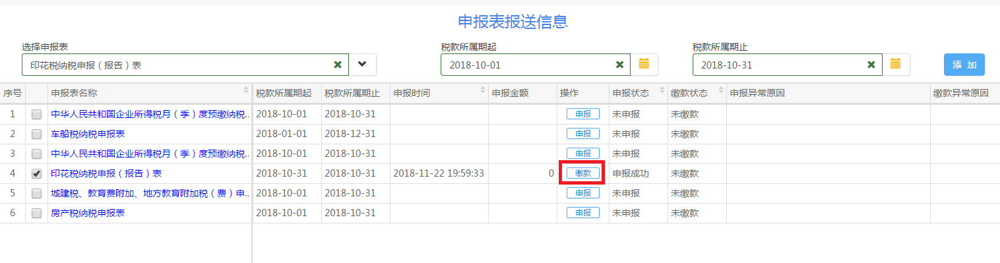 申报表报送信息
选择申报表 税款所属期起 税款所属期止
印花税纳税申报（报告）表 2018-10-01 2018-10-31 添 加
序号 申报表名称 税款所属期起 税款所属期止 申报时间 申报金额 操作 申报状态 缴款状态 申报异常原因 缴款异常原因
1 中华人民共和国企业所得税月（季）度预缴纳税... 2018-10-01 2018-10-31 申报 未申报 未缴款
2 车船税纳税申报表 2018-01-01 2018-12-31 申报 未申报 未缴款
3 中华人民共和国企业所得税月（季）度预缴纳税... 2018-10-01 2018-10-31 申报 未申报 未缴款
4 印花税纳税申报（报告）表 2018-10-31 2018-10-31 2018-11-22 19:59:33 0 缴款 申报成功 未缴款
5 城建税、教育费附加、地方教育附加税（费）申... 2018-10-01 2018-10-31 申报 未申报 未缴款
6 房产税纳税申报表 2018-10-01 2018-10-31 申报 未申报 未缴款